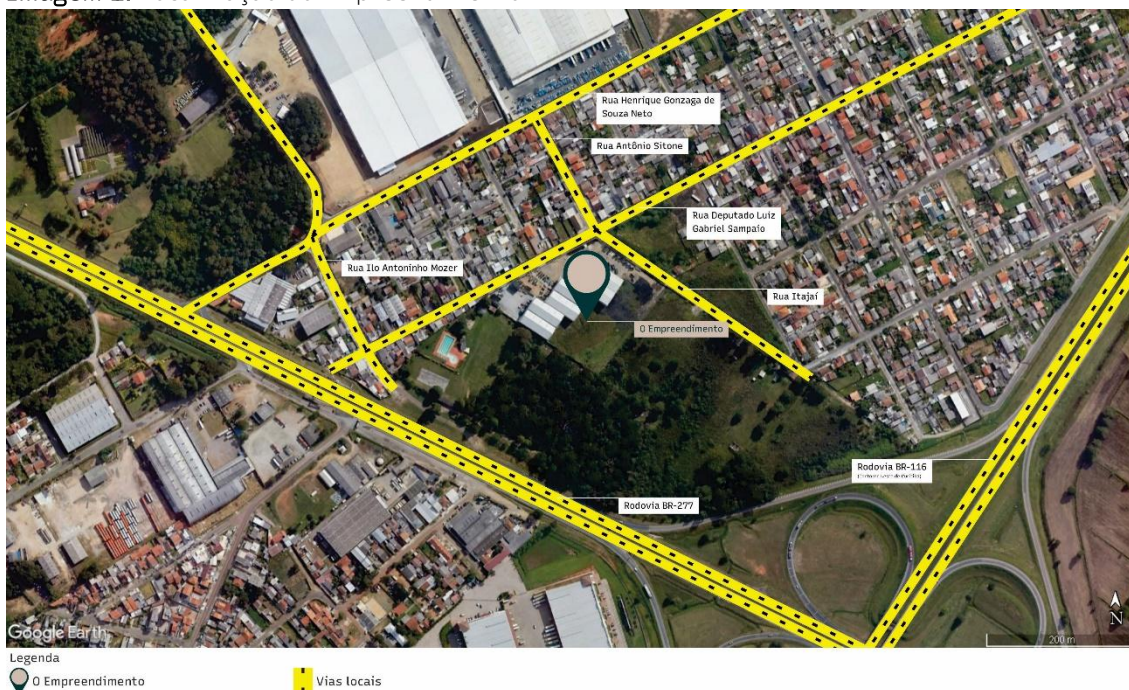 Rua Henrique Gonzaga de
Souza Neto
Rua Antônio Sitone
Rua Deputado Luiz
Gabriel Sampaio
Rua Ilo Antoninho Mozer
Rua Itajaí
O Empreendimento
Rodovia BR-116
Rodovia BR-277
Google Earth
N
200 m
Legenda
O Empreendimento
Vias locais